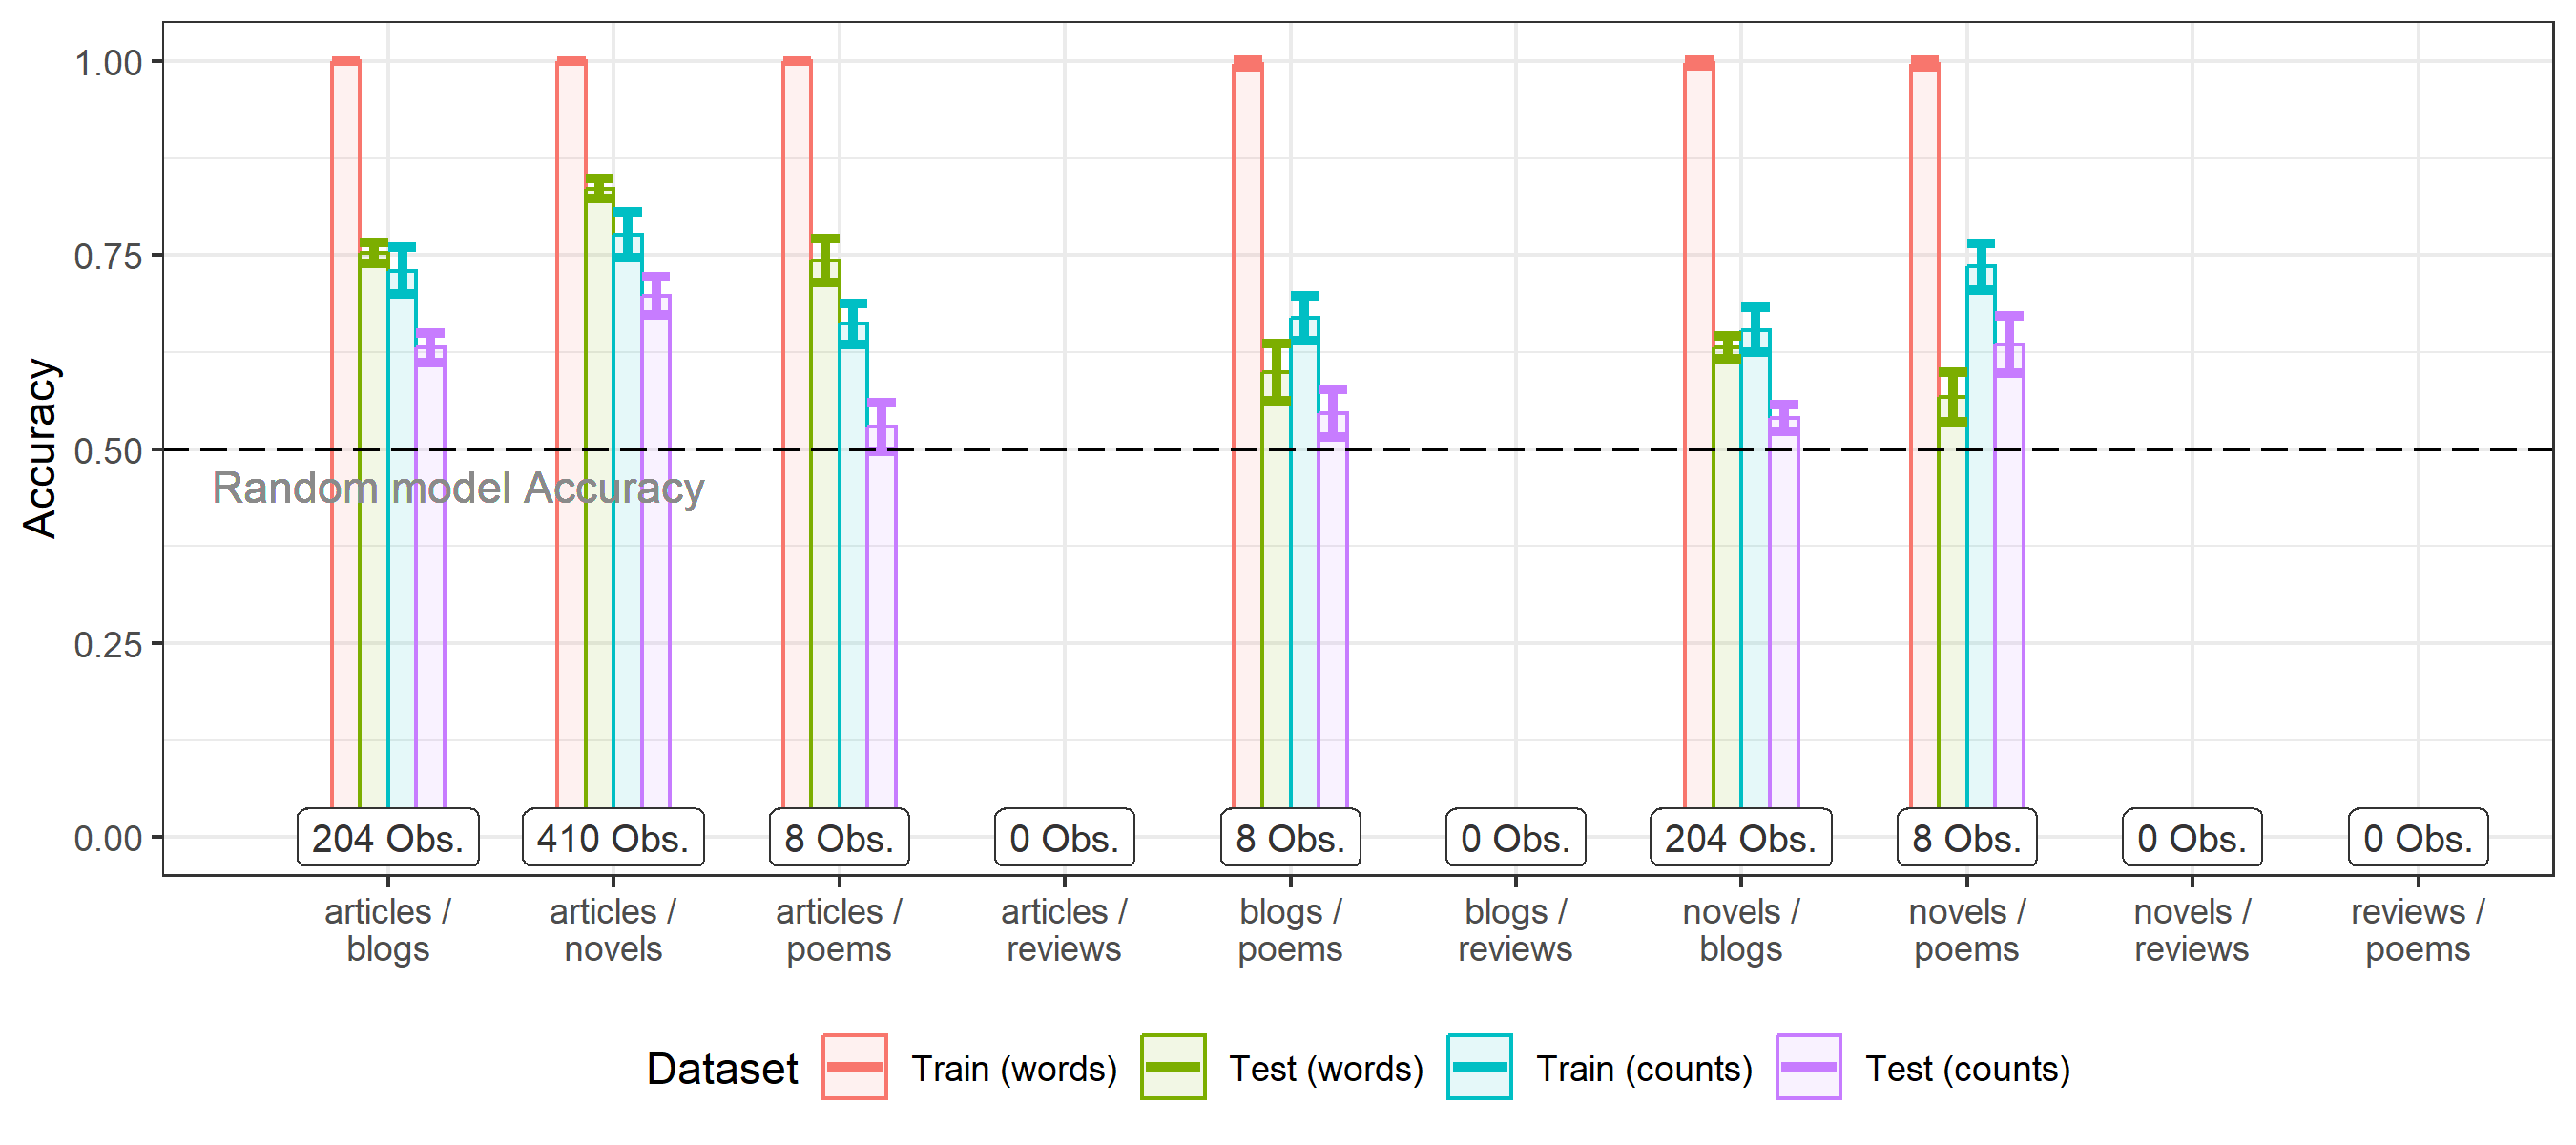 1.00
0.75
0.50
0.25
0.00
Accuracy
Random model Accuracy
204 Obs.
410 Obs.
8 Obs.
0 Obs.
8 Obs.
0 Obs.
204 Obs.
8 Obs.
0 Obs.
0 Obs.
articles /
blogs
articles /
novels
articles /
poems
articles /
reviews
blogs /
poems
blogs /
reviews
novels /
blogs
novels /
poems
novels /
reviews
reviews /
poems
Dataset
Train (words)
Test (words)
Train (counts)
Test (counts)